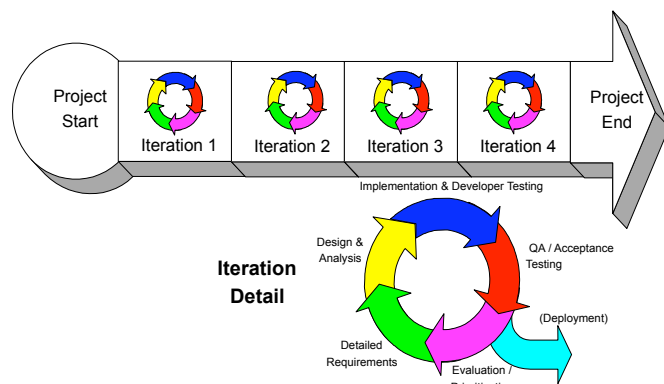 Project
Start
Iteration 1
Iteration 2
Iteration 3
Iteration 4
Project
End
Implementation & Developer Testing
Design &
Analysis
QA / Acceptance
Testing
Iteration
Detail
(Deployment)
Detailed
Requirements
Evaluation /